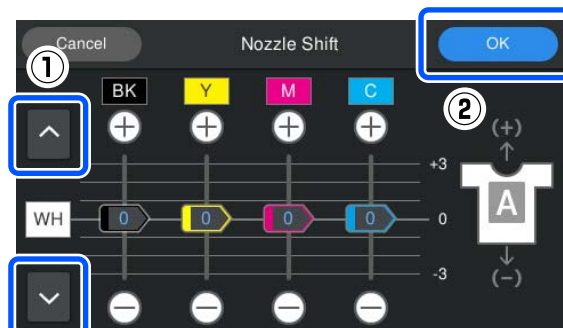 Cancel
Nozzle Shift
OK
①
②
BK Y M C
(+)
+3
WH 0 0 0 0 0
A
-3
(−)